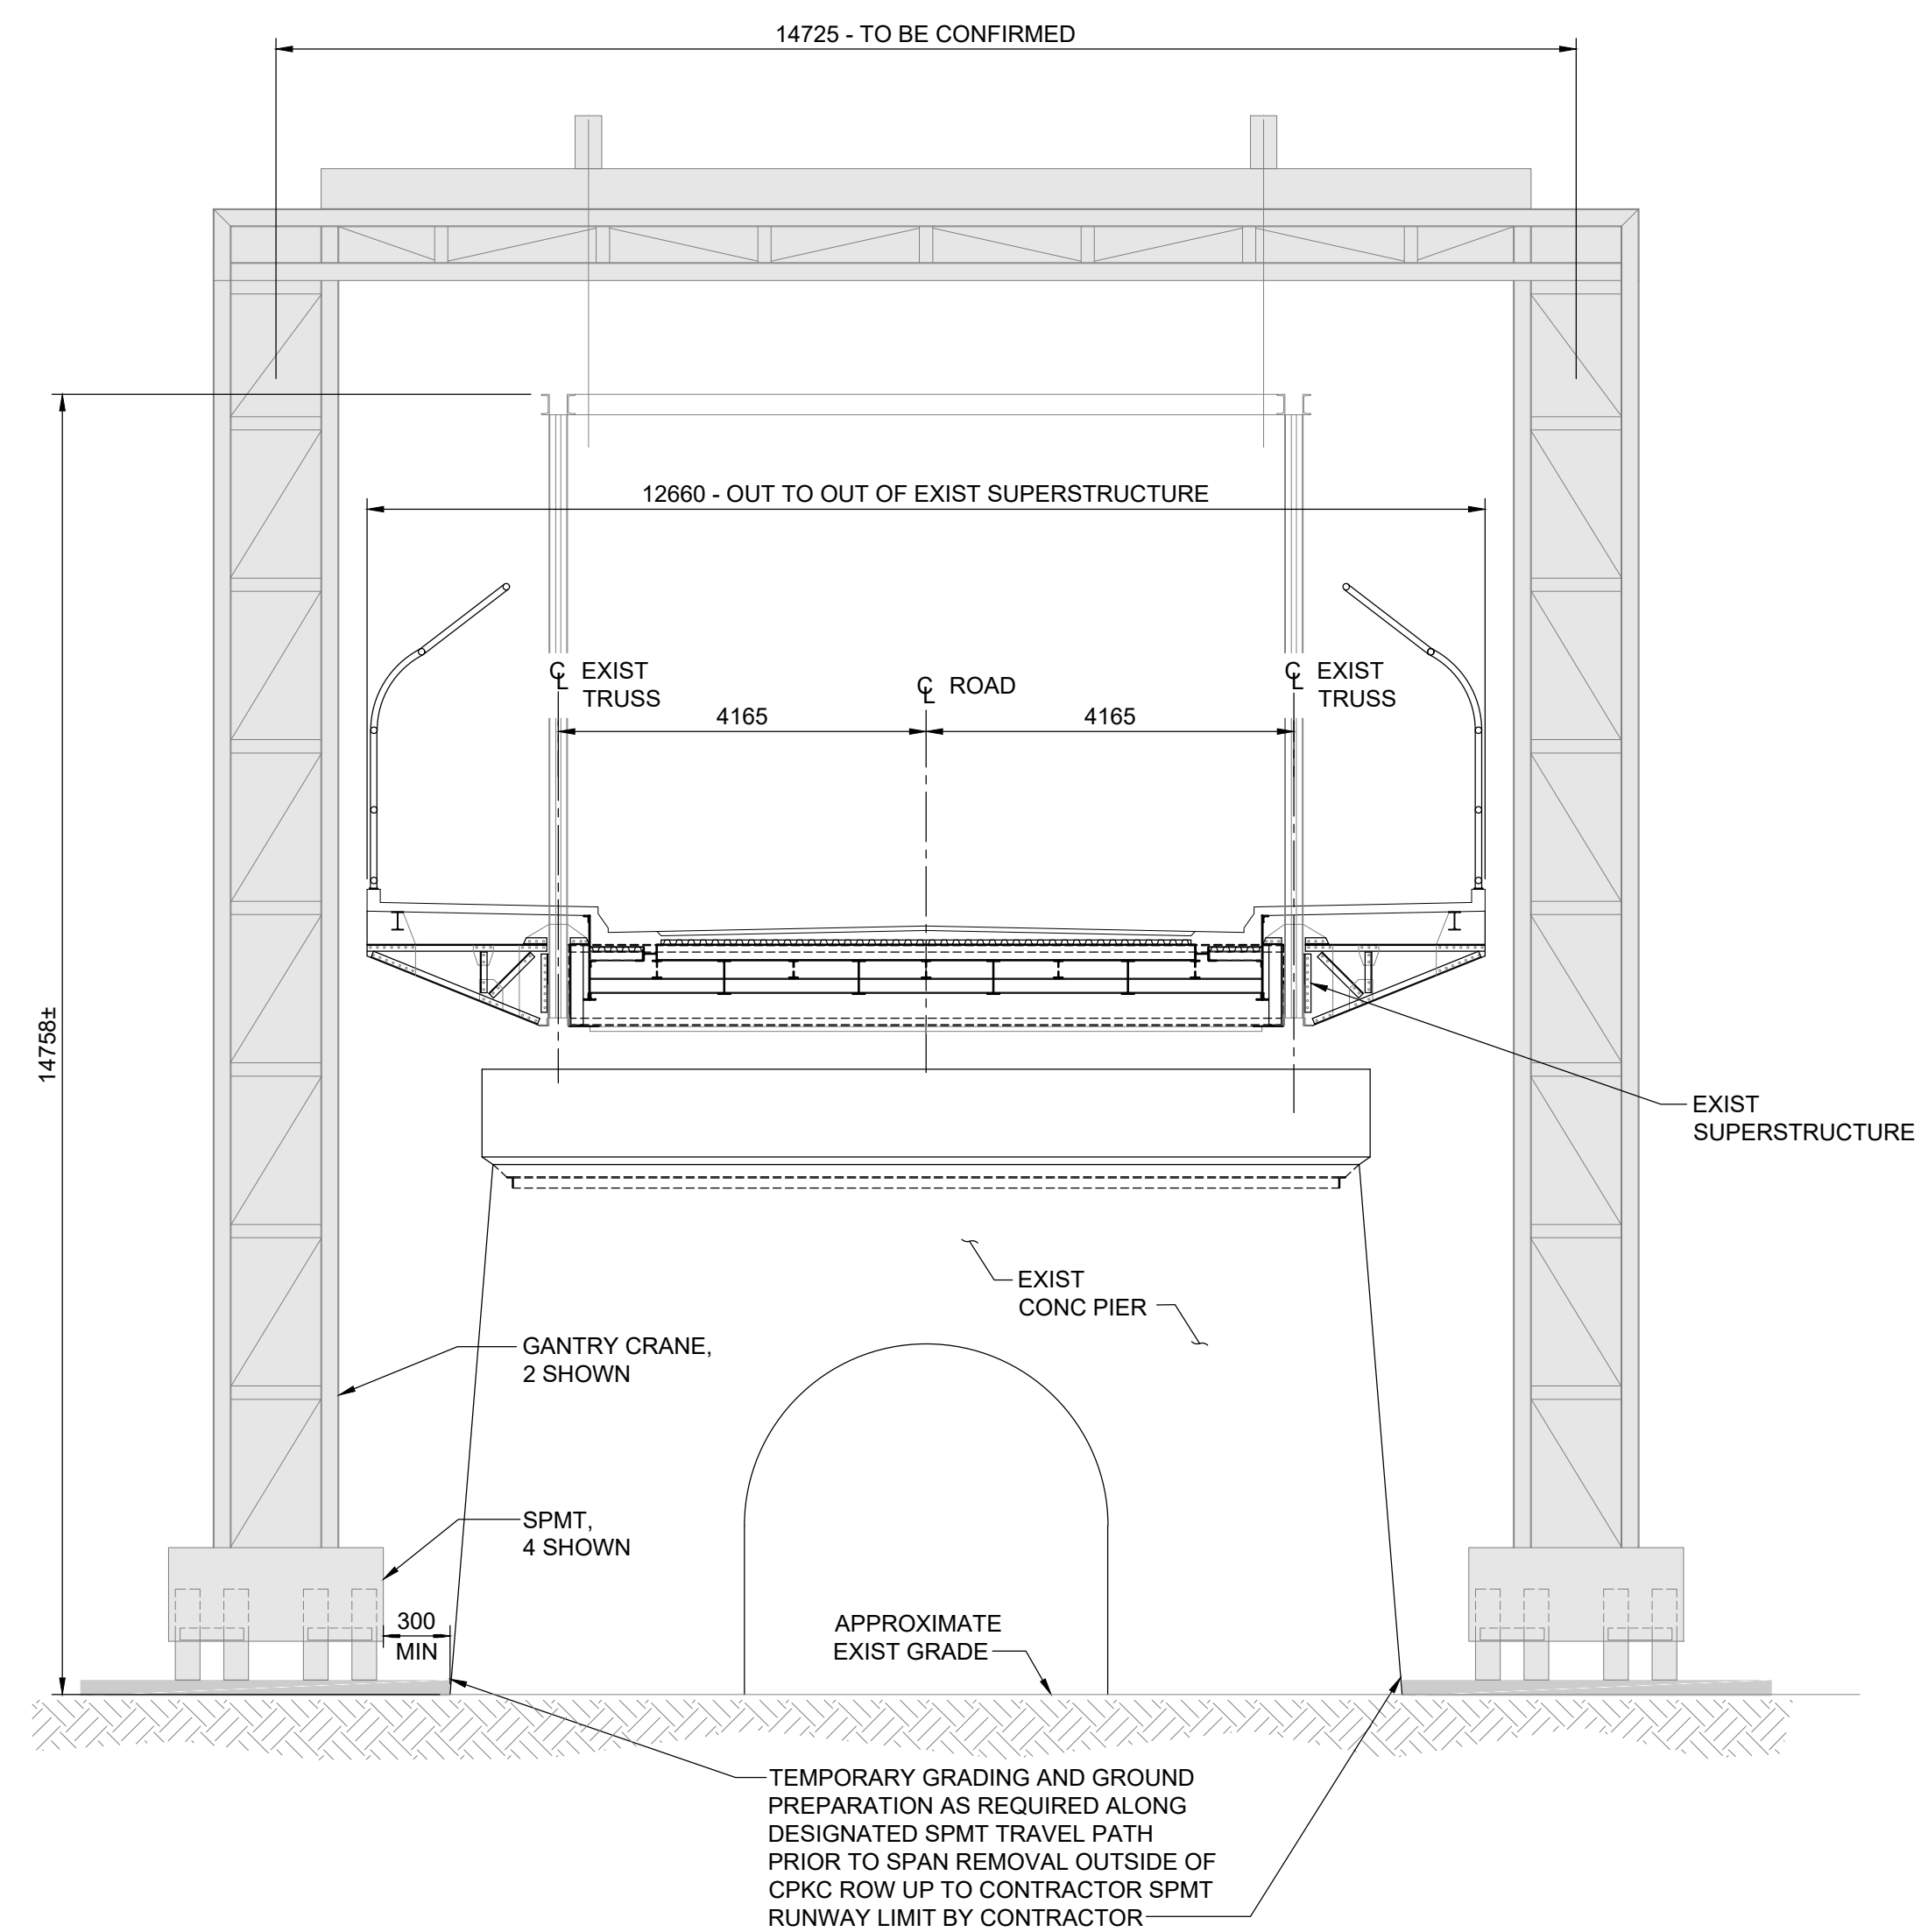 14725 - TO BE CONFIRMED
12660 - OUT TO OUT OF EXIST SUPERSTRUCTURE
CL EXIST
TRUSS
CL ROAD
CL EXIST
TRUSS
4165
4165
14758±
EXIST
SUPERSTRUCTURE
EXIST
CONC PIER
GANTRY CRANE,
2 SHOWN
SPMT,
4 SHOWN
300
MIN
APPROXIMATE
EXIST GRADE
TEMPORARY GRADING AND GROUND
PREPARATION AS REQUIRED ALONG
DESIGNATED SPMT TRAVEL PATH
PRIOR TO SPAN REMOVAL OUTSIDE OF
CPKC ROW UP TO CONTRACTOR SPMT
RUNWAY LIMIT BY CONTRACTOR